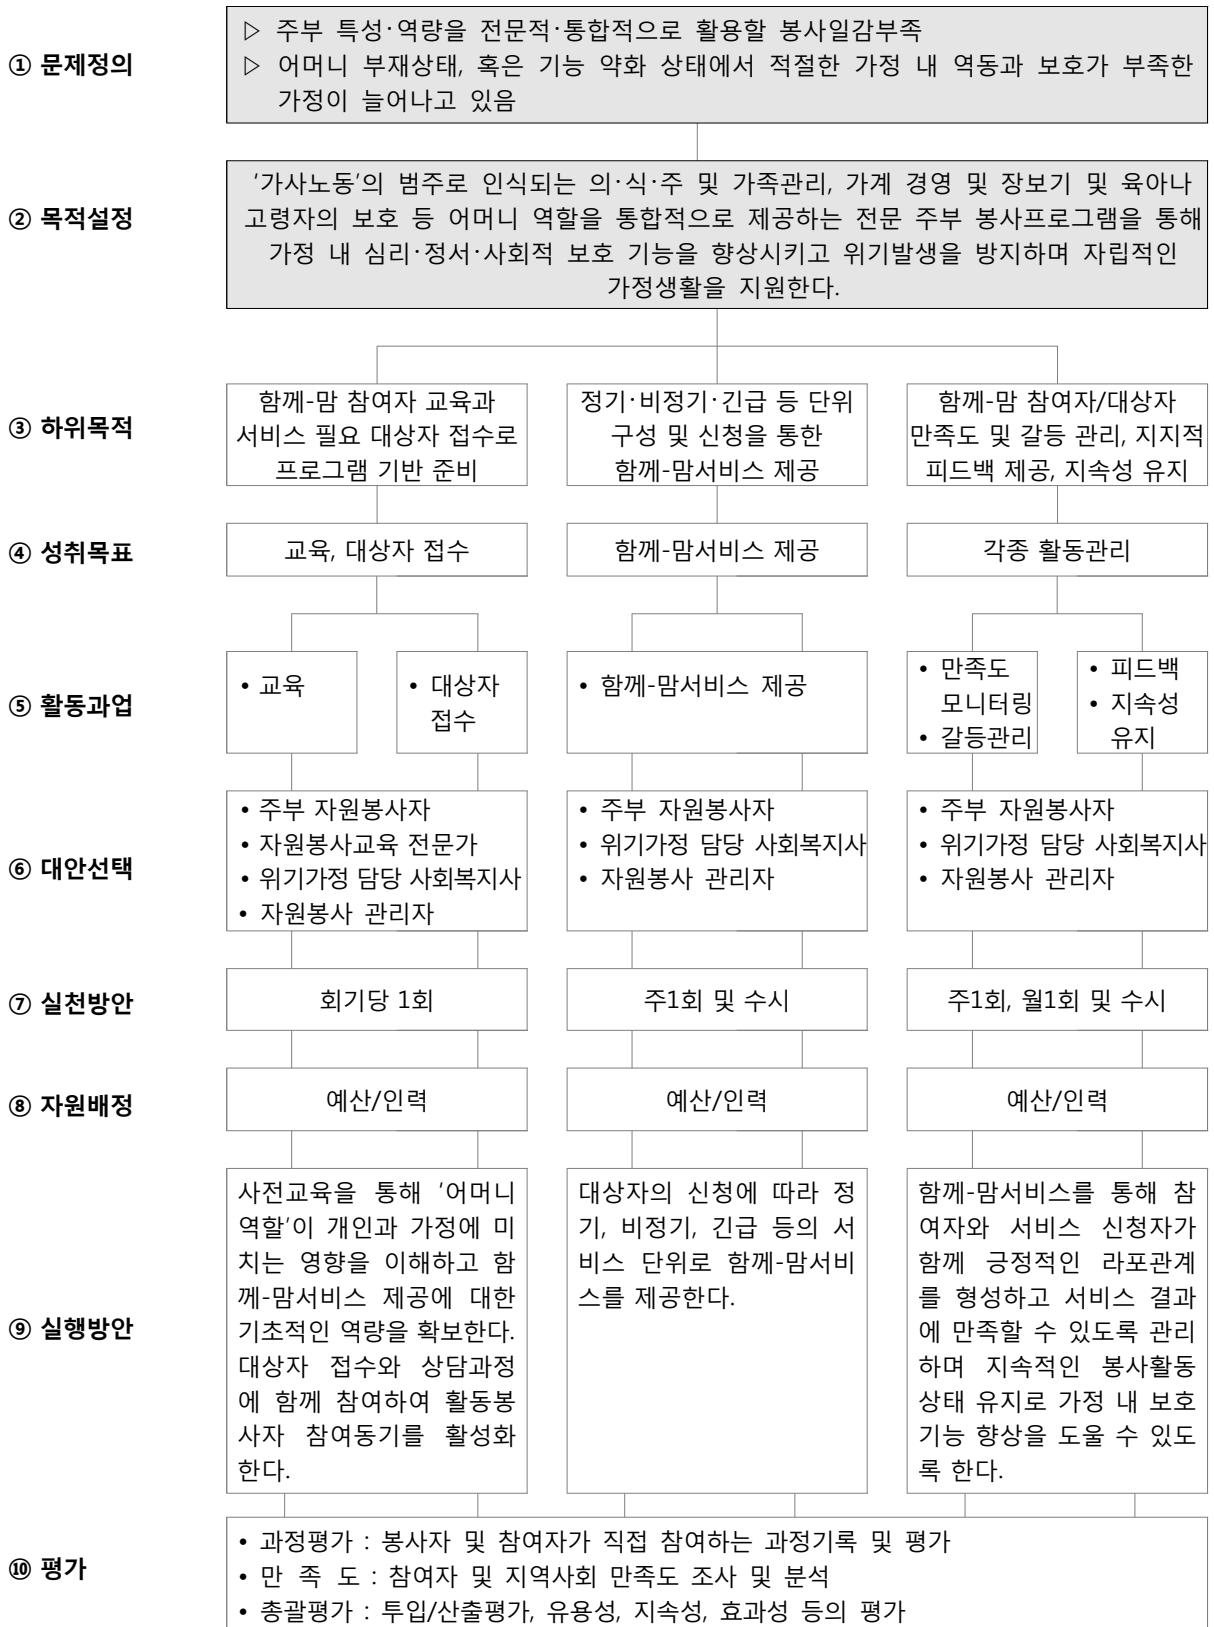 ① 문제정의
▷ 주부 특성·역량을 전문적·통합적으로 활용할 봉사일감부족
▷ 어머니 부재상태, 혹은 기능 약화 상태에서 적절한 가정 내 역동과 보호가 부족한
가정이 늘어나고 있음
② 목적설정
'가사노동'의 범주로 인식되는 의·식·주 및 가족관리, 가계 경영 및 장보기 및 육아나
고령자의 보호 등 어머니 역할을 통합적으로 제공하는 전문 주부 봉사프로그램을 통해
가정 내 심리·정서·사회적 보호 기능을 향상시키고 위기발생을 방지하며 자립적인
가정생활을 지원한다.
③ 하위목적
함께-맘 참여자 교육과
서비스 필요 대상자 접수로
프로그램 기반 준비
정기·비정기·긴급 등 단위
구성 및 신청을 통한
함께-맘서비스 제공
함께-맘 참여자/대상자
만족도 및 갈등 관리, 지지적
피드백 제공, 지속성 유지
④ 성취목표
교육, 대상자 접수
함께-맘서비스 제공
각종 활동관리
⑤ 활동과업
• 교육
• 대상자
접수
• 함께-맘서비스 제공
• 만족도
모니터링
• 갈등관리
• 피드백
• 지속성
유지
⑥ 대안선택
• 주부 자원봉사자
• 자원봉사교육 전문가
• 위기가정 담당 사회복지사
• 자원봉사 관리자
• 주부 자원봉사자
• 위기가정 담당 사회복지사
• 자원봉사 관리자
• 주부 자원봉사자
• 위기가정 담당 사회복지사
• 자원봉사 관리자
⑦ 실천방안
회기당 1회
주1회 및 수시
주1회, 월1회 및 수시
⑧ 자원배정
예산/인력
예산/인력
예산/인력
⑨ 실행방안
사전교육을 통해 '어머니
역할'이 개인과 가정에 미
치는 영향을 이해하고 함
께-맘서비스 제공에 대한
기초적인 역량을 확보한다.
대상자 접수와 상담과정
에 함께 참여하여 활동봉
사자 참여동기를 활성화
한다.
대상자의 신청에 따라 정
기, 비정기, 긴급 등의 서
비스 단위로 함께-맘서비
스를 제공한다.
함께-맘서비스를 통해 참
여자와 서비스 신청자가
함께 긍정적인 라포관계
를 형성하고 서비스 결과
에 만족할 수 있도록 관리
하며 지속적인 봉사활동
상태 유지로 가정 내 보호
기능 향상을 도울 수 있도
록 한다.
⑩ 평가
• 과정평가 : 봉사자 및 참여자가 직접 참여하는 과정기록 및 평가
• 만 족 도 : 참여자 및 지역사회 만족도 조사 및 분석
• 총괄평가 : 투입/산출평가, 유용성, 지속성, 효과성 등의 평가